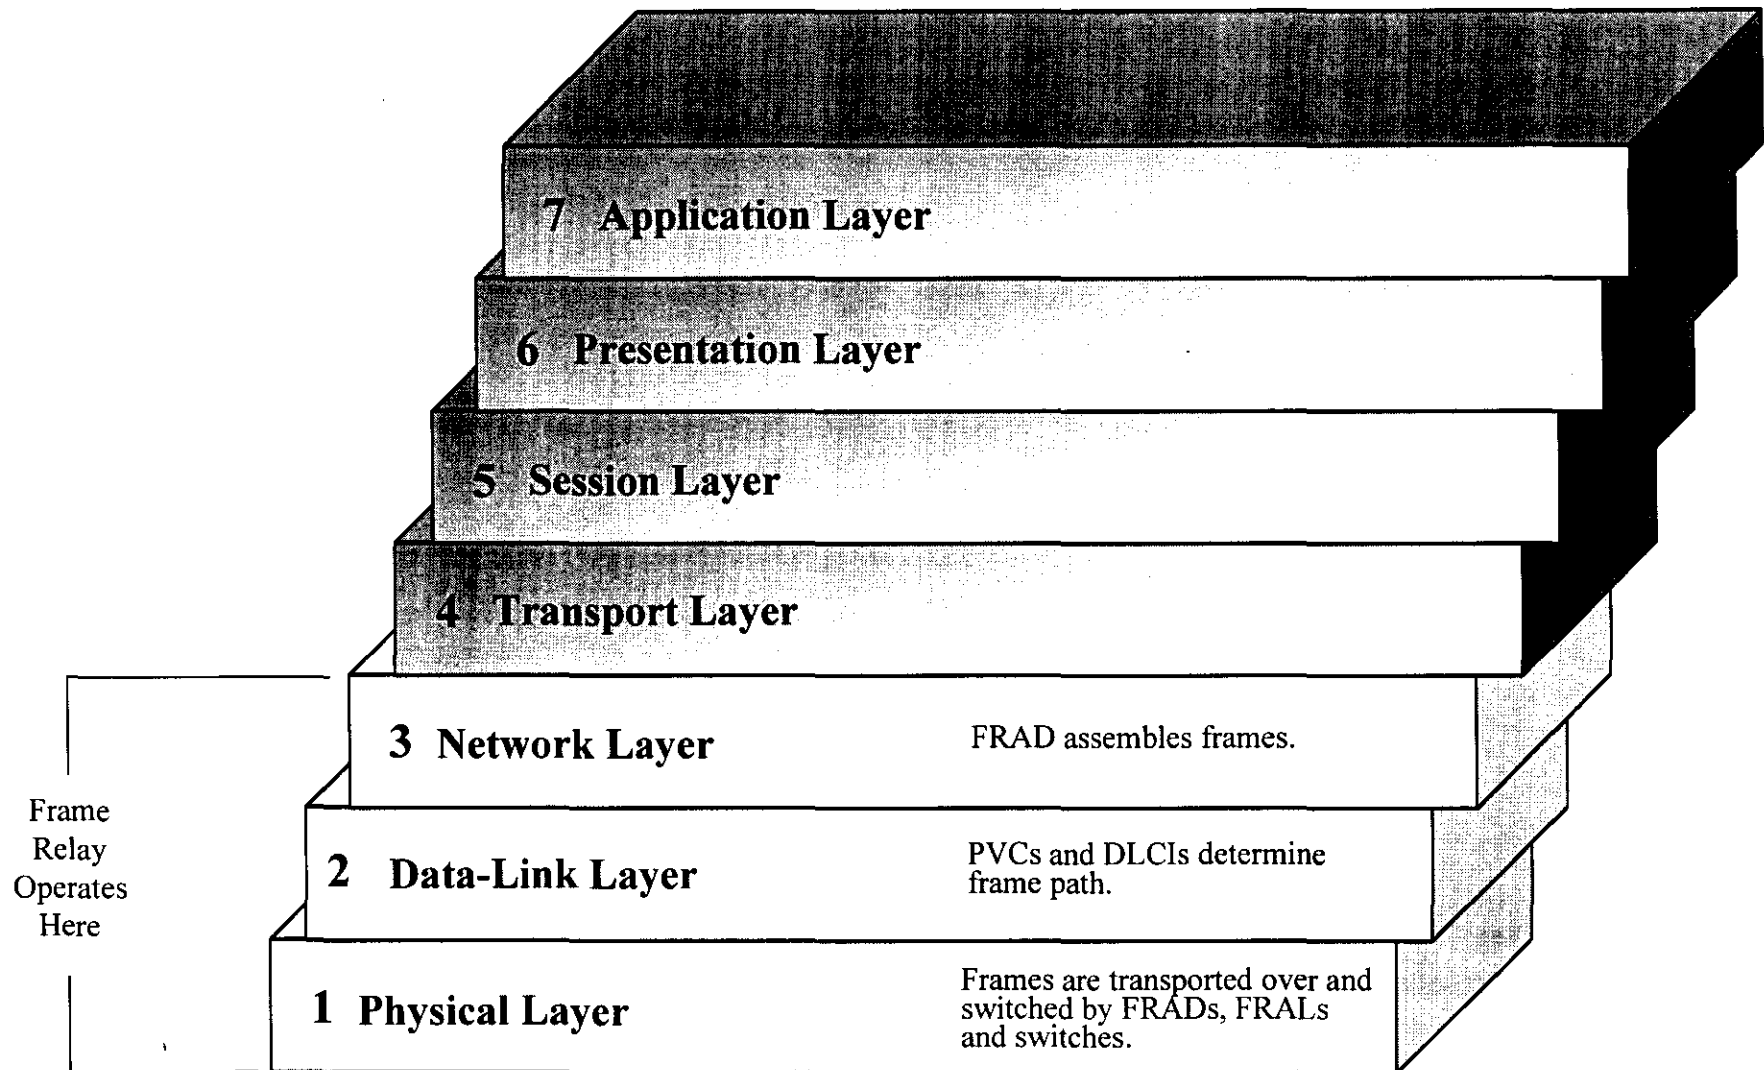 7 Application Layer
6 Presentation Layer
5 Session Layer
4 Transport Layer
3 Network Layer
FRAD assembles frames.
2 Data-Link Layer
PVCs and DLCIs determine
frame path.
1 Physical Layer
Frames are transported over and
switched by FRADs, FRALs
and switches.
Frame
Relay
Operates
Here